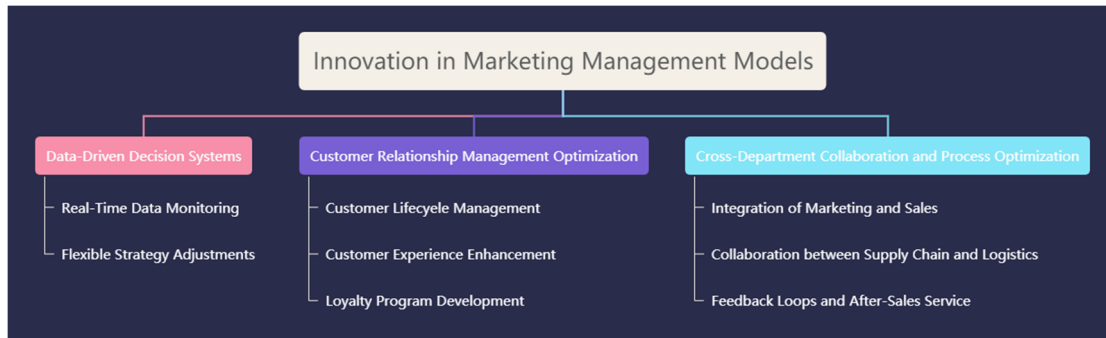 Innovation in Marketing Management Models
Data-Driven Decision Systems
Real-Time Data Monitoring
Flexible Strategy Adjustments
Customer Relationship Management Optimization
Customer Lifecyele Management
Customer Experience Enhancement
Loyalty Program Development
Cross-Department Collaboration and Process Optimization
Integration of Marketing and Sales
Collaboration between Supply Chain and Logistics
Feedback Loops and After-Sales Service